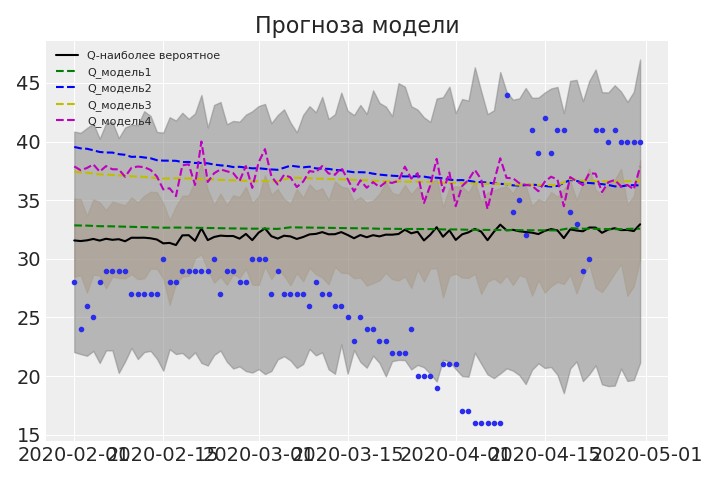 Прогноза модели
Q-наиболее вероятное
Q_модель1
Q_модель2
Q_модель3
Q_модель4
45
40
35
30
25
20
15
2020-02-01 2020-02-15 2020-03-01 2020-03-15 2020-04-01 2020-04-15 2020-05-01